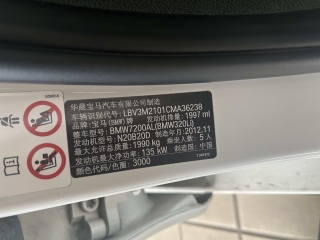 华晨宝马汽车有限公司制造
车辆识别代号: LBV3M2101CMA36238
品牌: 宝马(BMW)牌 发动机排量: 1997 ml
整车型号: BMW7200AL(BMW320Li)
发动机型号: N20B20D 制造年月: 2012.11
最大允许总质量: 1990 kg 乘坐人数: 5人
发动机最大净功率: 135 kW 制造国: 中国
颜色代码/色圈: 3000